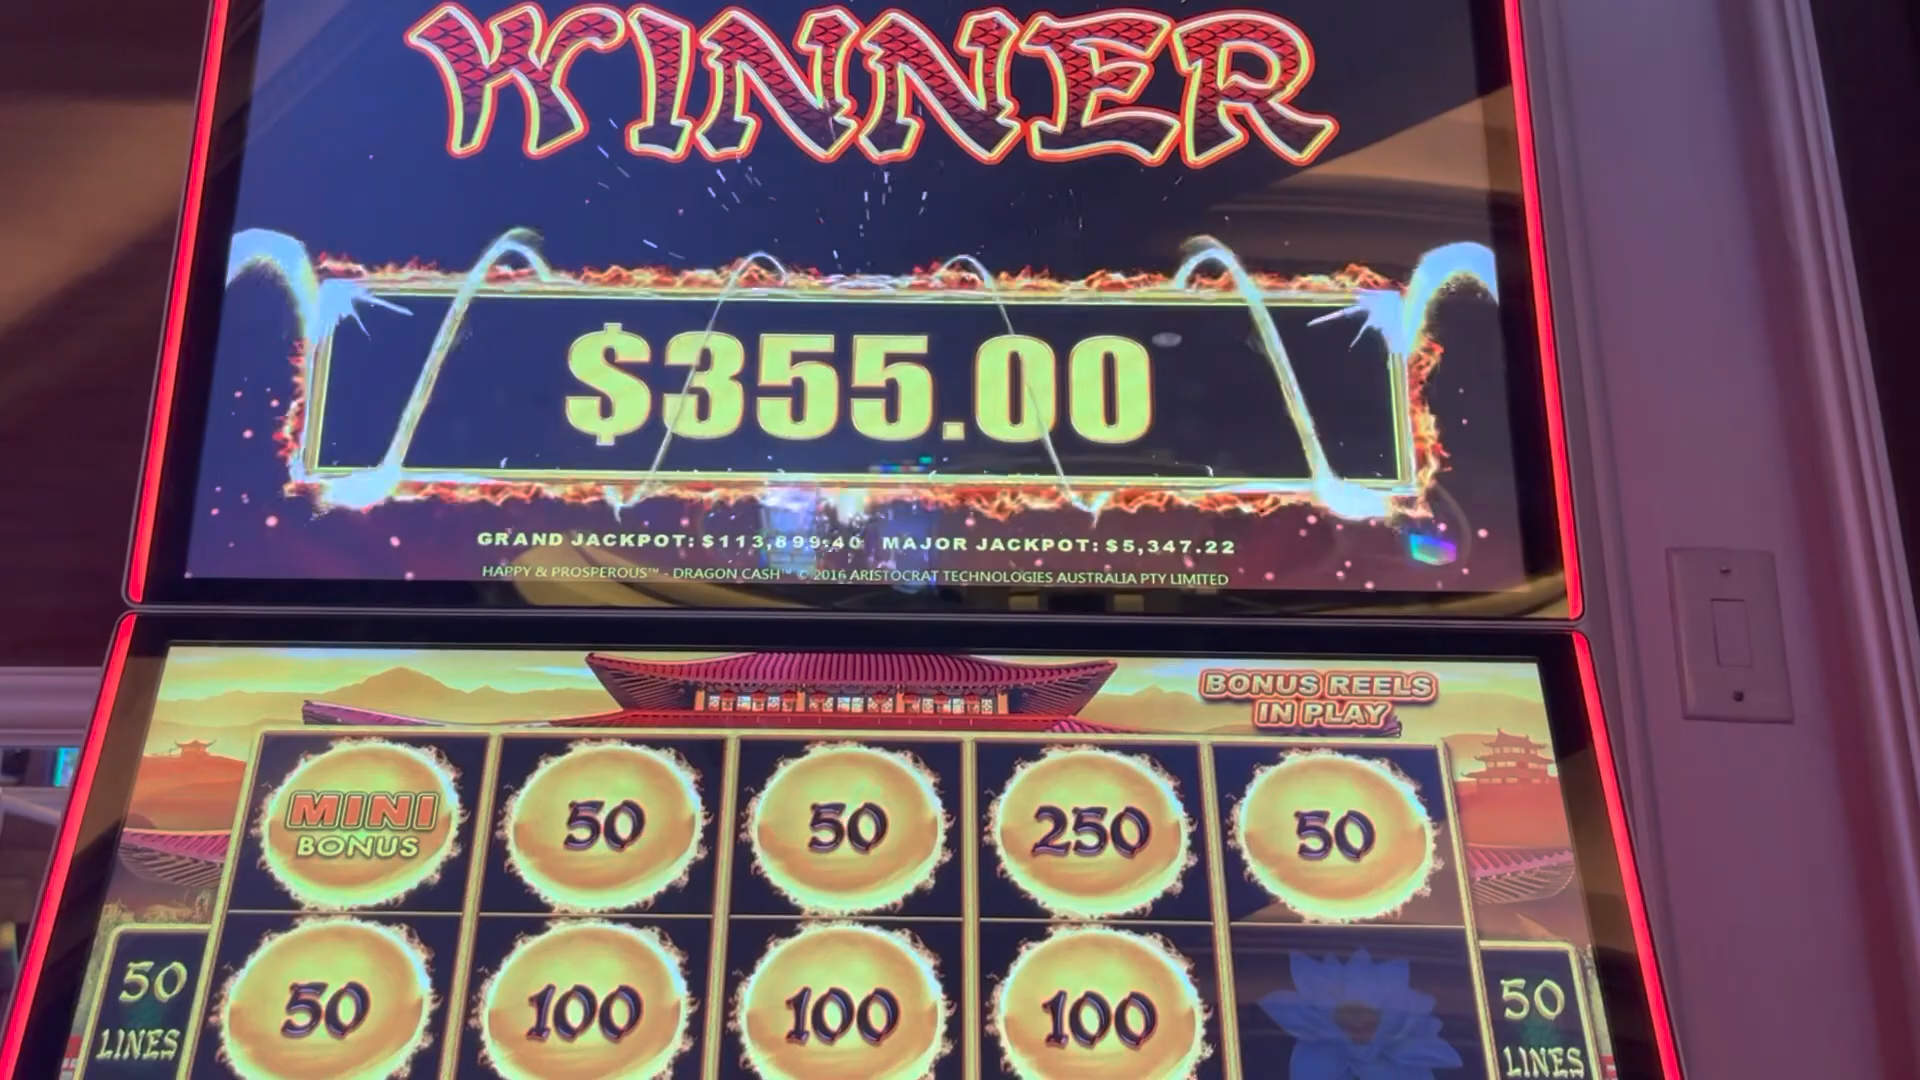 WINNER
$355.00
GRAND JACKPOT: $113,899.40 MAJOR JACKPOT: $5,347.22
HAPPY & PROSPEROUS™ - DRAGON CASH™ © 2016 ARISTOCRAT TECHNOLOGIES AUSTRALIA PTY LIMITED
BONUS REELS
IN PLAY
MINI
BONUS
50
50
250
50
50
LINES
50
100
100
100
50
LINES